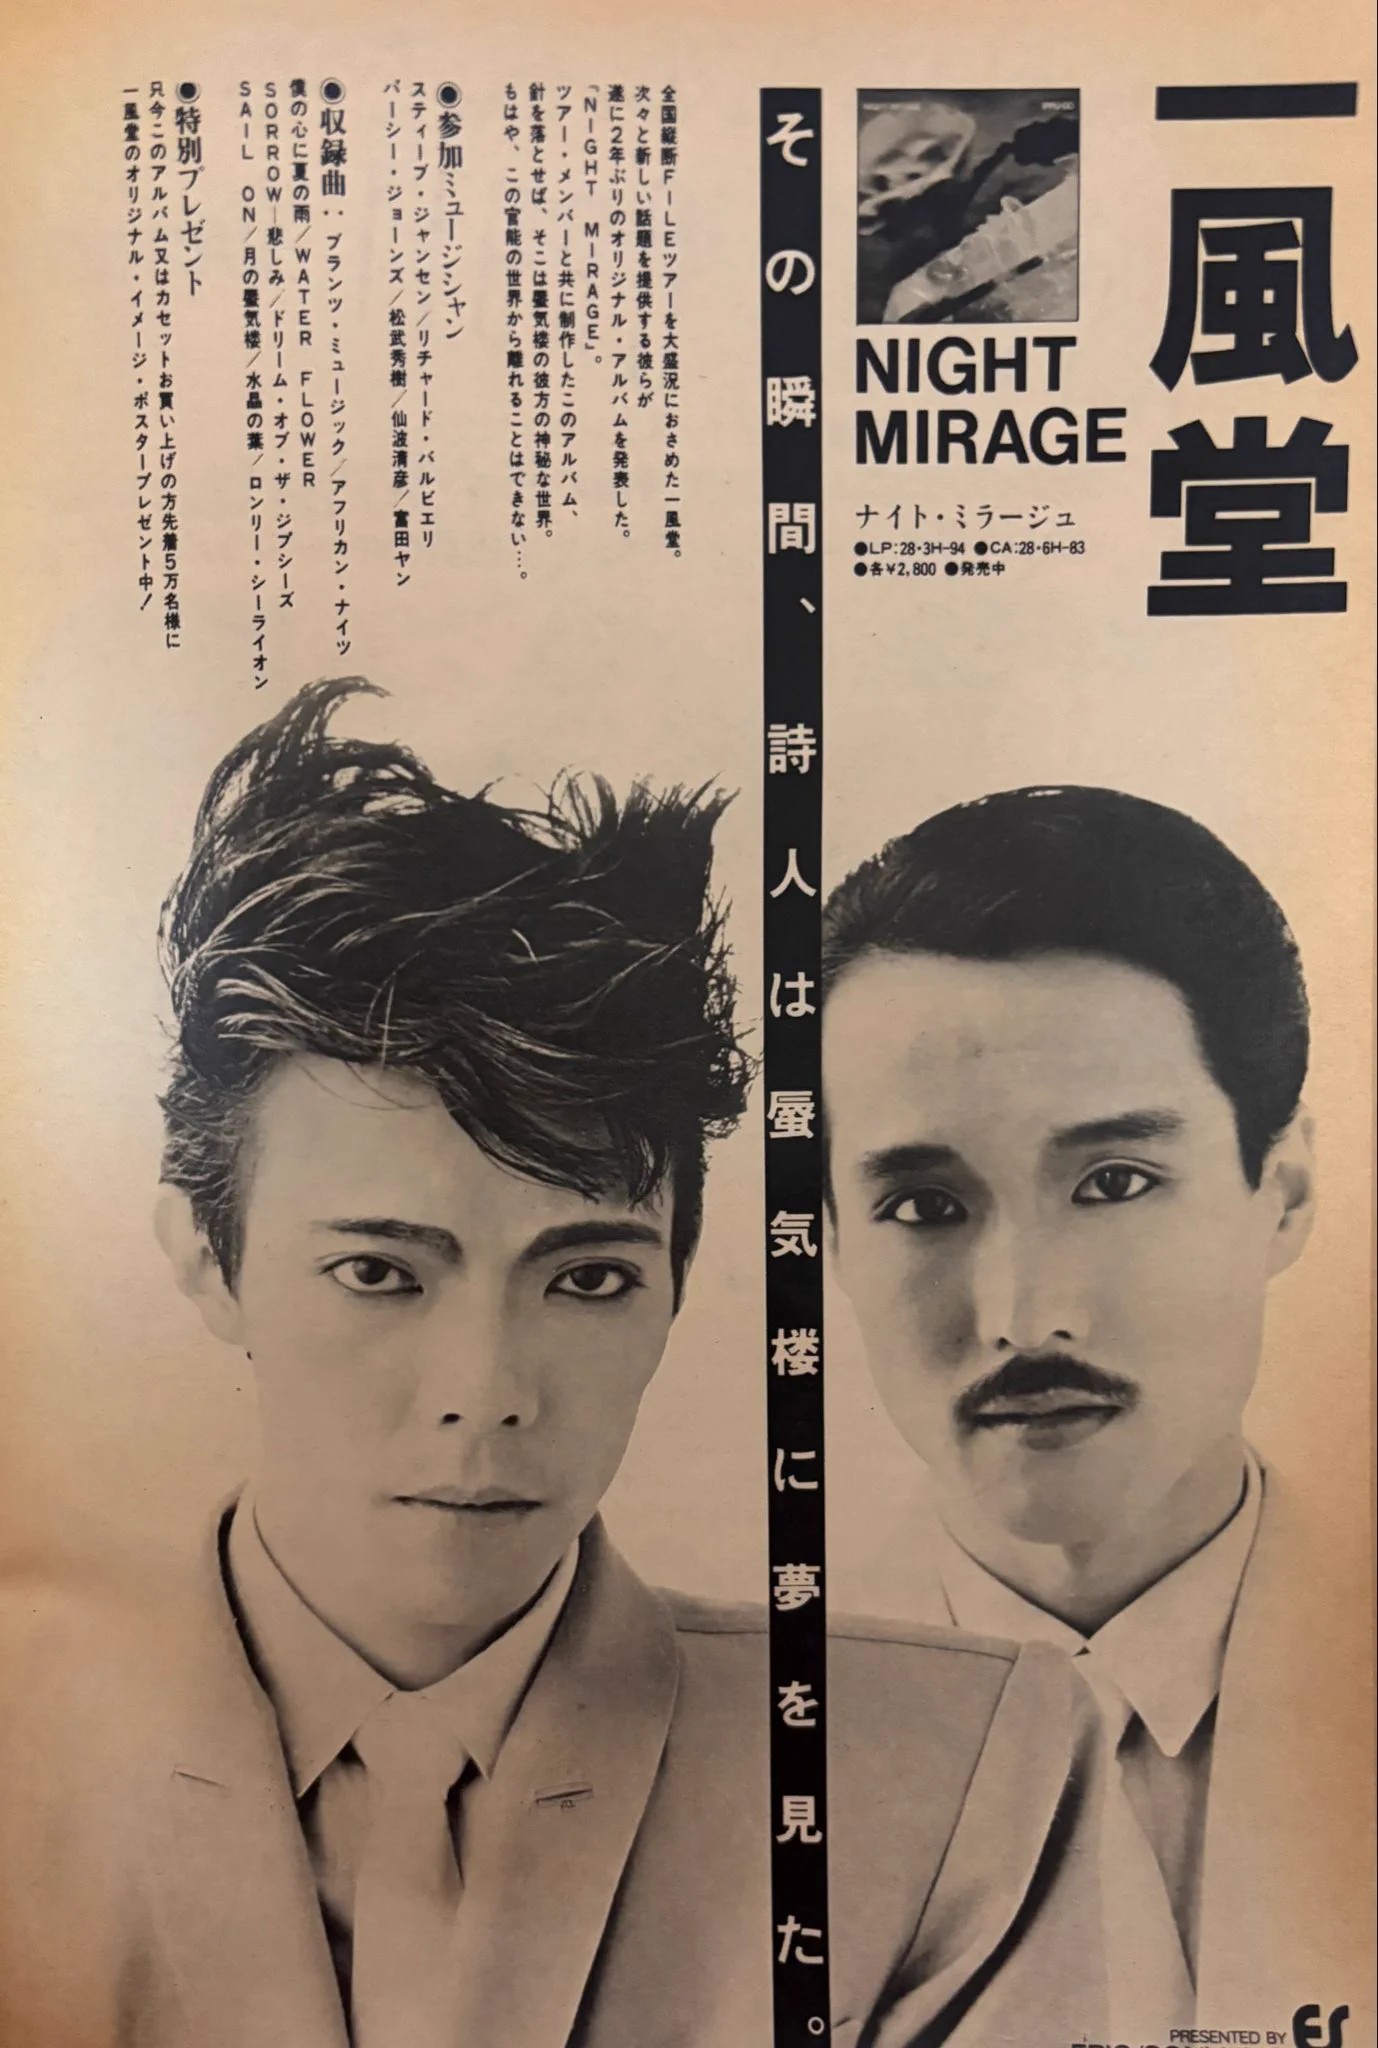 一風堂
NIGHT
MIRAGE
ナイト・ミラージュ
●LP:28・3H-94 ●CA:28・6H-83
●各¥2,800 ●発売中
その瞬間、詩人は蜃気楼に夢を見た。
全国縦断FILEツアーを大盛況におさめた一風堂。
次々と新しい話題を提供する彼らが
遂に2年ぶりのオリジナル・アルバムを発表した。
「NIGHT MIRAGE」。
ツアー・メンバーと共に制作したこのアルバム、
針を落とせば、そこは蜃気楼の彼方の神秘な世界。
もはや、この官能の世界から離れることはできない…。
●参加ミュージシャン
スティーブ・ジャンセン/リチャード・バルビエリ
パーシー・ジョーンズ/松武秀樹/仙波清彦/富田ヤン
●収録曲:プランツ・ミュージック/アフリカン・ナイツ
僕の心に夏の雨/WATER FLOWER
SORROW—悲しみ/ドリーム・オブ・ザ・ジプシーズ
SAIL ON/月の蜃気楼/水晶の葉/ロンリー・シーライオン
●特別プレゼント
只今このアルバム又はカセットお買い上げの方先着5万名様に
一風堂のオリジナル・イメージ・ポスタープレゼント中!
PRESENTED BY ES